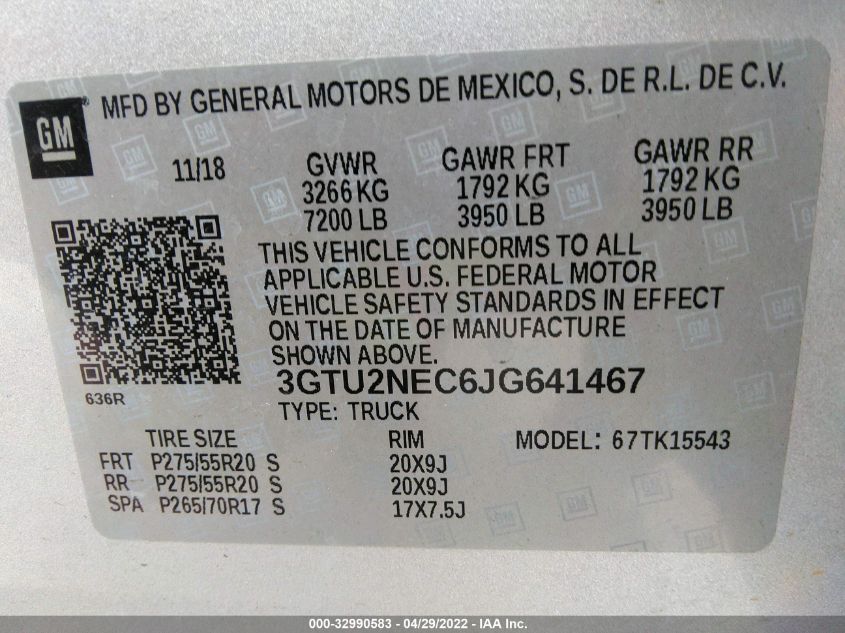 GM
MFD BY GENERAL MOTORS DE MEXICO, S. DE R.L. DE C.V.
11/18 GVWR GAWR FRT GAWR RR
3266 KG 1792 KG 1792 KG
7200 LB 3950 LB 3950 LB
THIS VEHICLE CONFORMS TO ALL
APPLICABLE U.S. FEDERAL MOTOR
VEHICLE SAFETY STANDARDS IN EFFECT
ON THE DATE OF MANUFACTURE
SHOWN ABOVE.
3GTU2NEC6JG641467
636R
TYPE: TRUCK
TIRE SIZE RIM MODEL: 67TK15543
FRT P275/55R20 S 20X9J
RR P275/55R20 S 20X9J
SPA P265/70R17 S 17X7.5J
000-32990583 - 04/29/2022 - IAAI.com